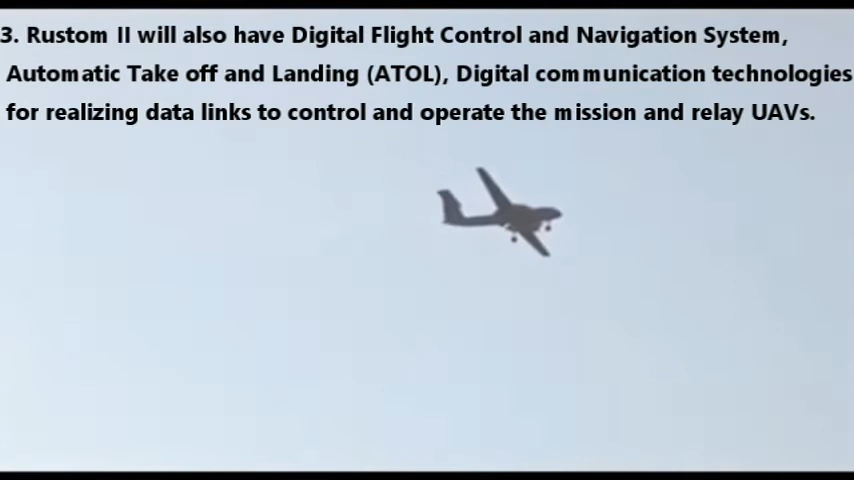 3. Rustom II will also have Digital Flight Control and Navigation System,
Automatic Take off and Landing (ATOL), Digital communication technologies
for realizing data links to control and operate the mission and relay UAVs.